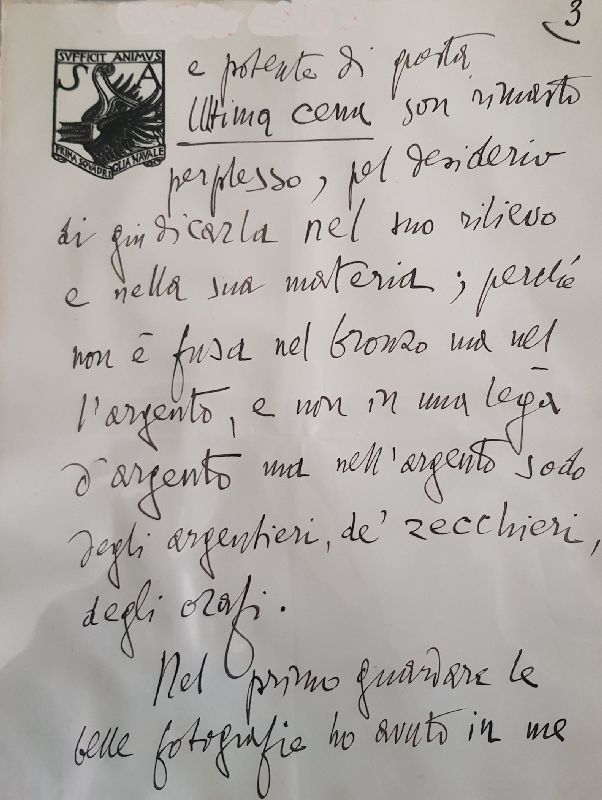 3
SVFFICIT ANIMVS
S A
PRIMA SQUADRIGLIA NAVALE
e potente di questa
Ultima cena son rimasto
perplesso, pel desiderio
di giudicarla nel suo rilievo
e nella sua materia; perché
non è fusa nel bronzo ma nel
l'argento, e non in una lega
d'argento ma nell'argento sodo
degli argentieri, de' zecchieri,
degli orafi.
Nel primo guardare le
belle fotografie ho avuto in me